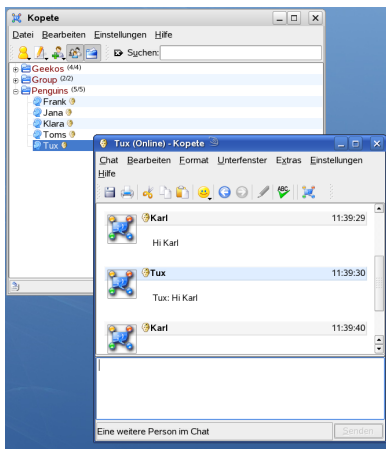 Kopete
Datei Bearbeiten Einstellungen Hilfe
Suchen:
Geekos (4/4)
Group (2/2)
Penguins (5/5)
Frank
Jana
Klara
Toms
Tux
Tux (Online) - Kopete
Chat Bearbeiten Format Unterfenster Extras Einstellungen
Hilfe
ABC
Karl 11:39:29
Hi Karl
Tux 11:39:30
Tux: Hi Karl
Karl 11:39:40
Eine weitere Person im Chat Senden